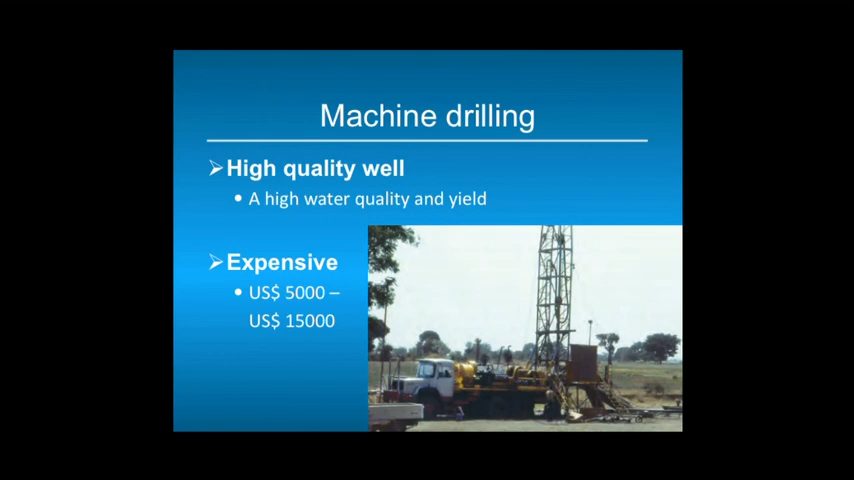 Machine drilling
➢High quality well
• A high water quality and yield
➢Expensive
• US$ 5000 –
US$ 15000